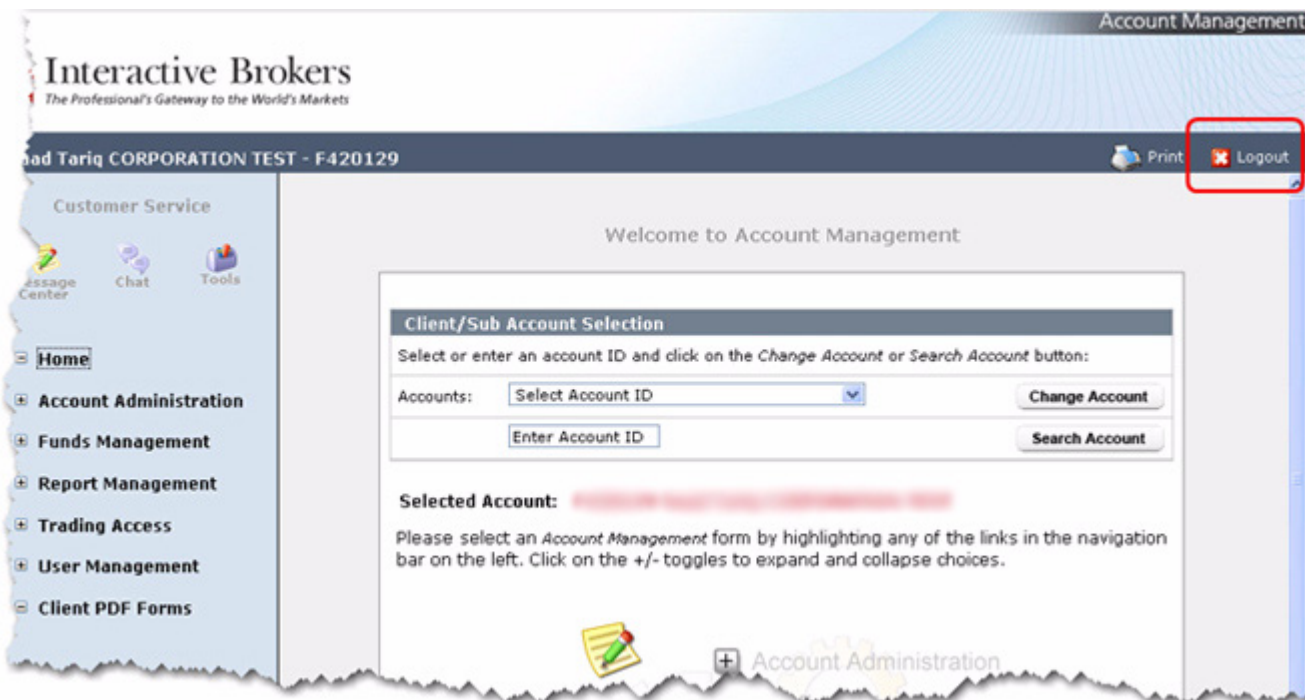 Account Management
Interactive Brokers
The Professional's Gateway to the World's Markets
Tariq CORPORATION TEST - F420129
Print
Logout
Customer Service
Chat
Tools
Center
Welcome to Account Management
Client/Sub Account Selection
Select or enter an account ID and click on the Change Account or Search Account button:
Accounts:
Select Account ID
Change Account
Enter Account ID
Search Account
Home
Account Administration
Funds Management
Report Management
Trading Access
User Management
Client PDF Forms
Selected Account:
Please select an Account Management form by highlighting any of the links in the navigation
bar on the left. Click on the +/- toggles to expand and collapse choices.
Account Administration